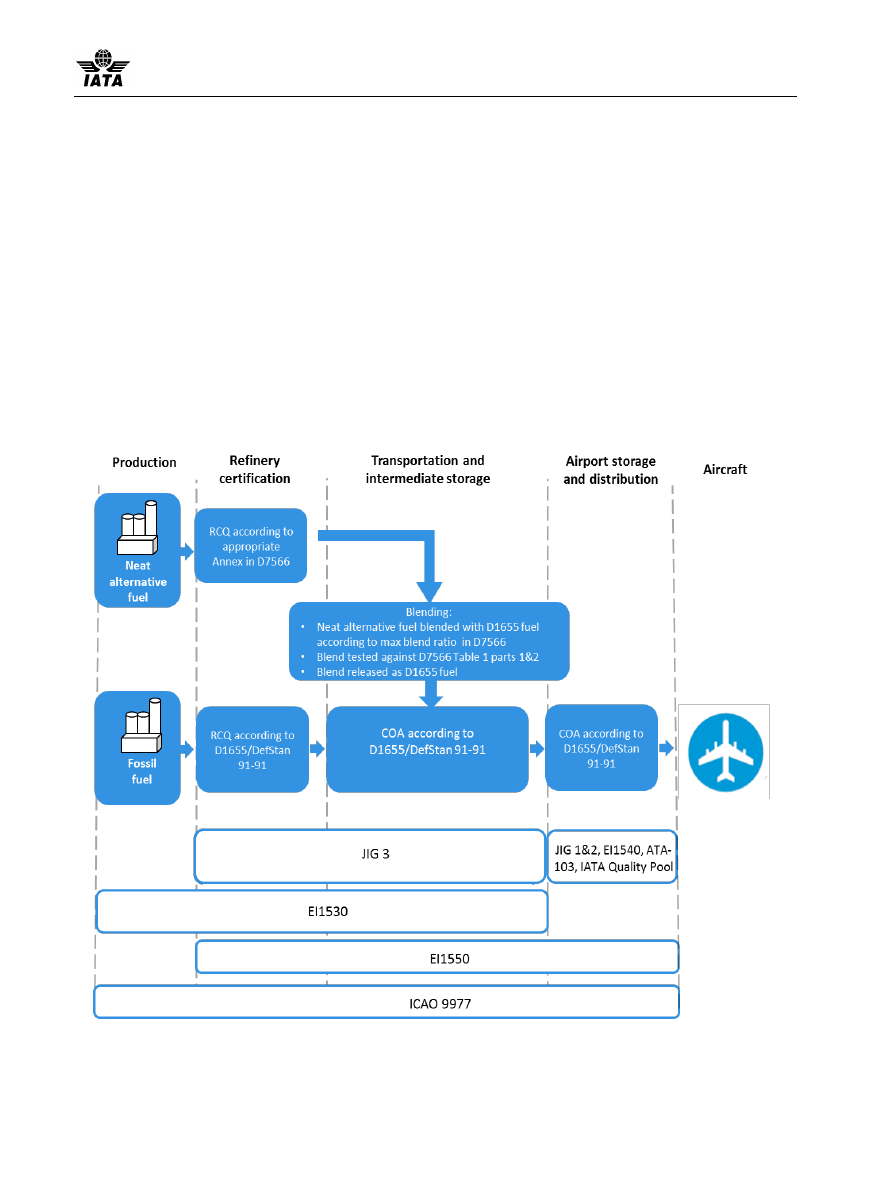 IATA
Production
Refinery
certification
Transportation and
intermediate storage
Airport storage
and distribution
Aircraft
Neat
alternative
fuel
RCQ according to
appropriate
Annex in D7566
Blending:
• Neat alternative fuel blended with D1655 fuel
according to max blend ratio in D7566
• Blend tested against D7566 Table 1 parts 1&2
• Blend released as D1655 fuel
Fossil
fuel
RCQ according to
D1655/DefStan
91-91
COA according to
D1655/DefStan 91-91
COA according to
D1655/DefStan
91-91
JIG 3
JIG 1&2, EI1540, ATA-
103, IATA Quality Pool
EI1530
EI1550
ICAO 9977